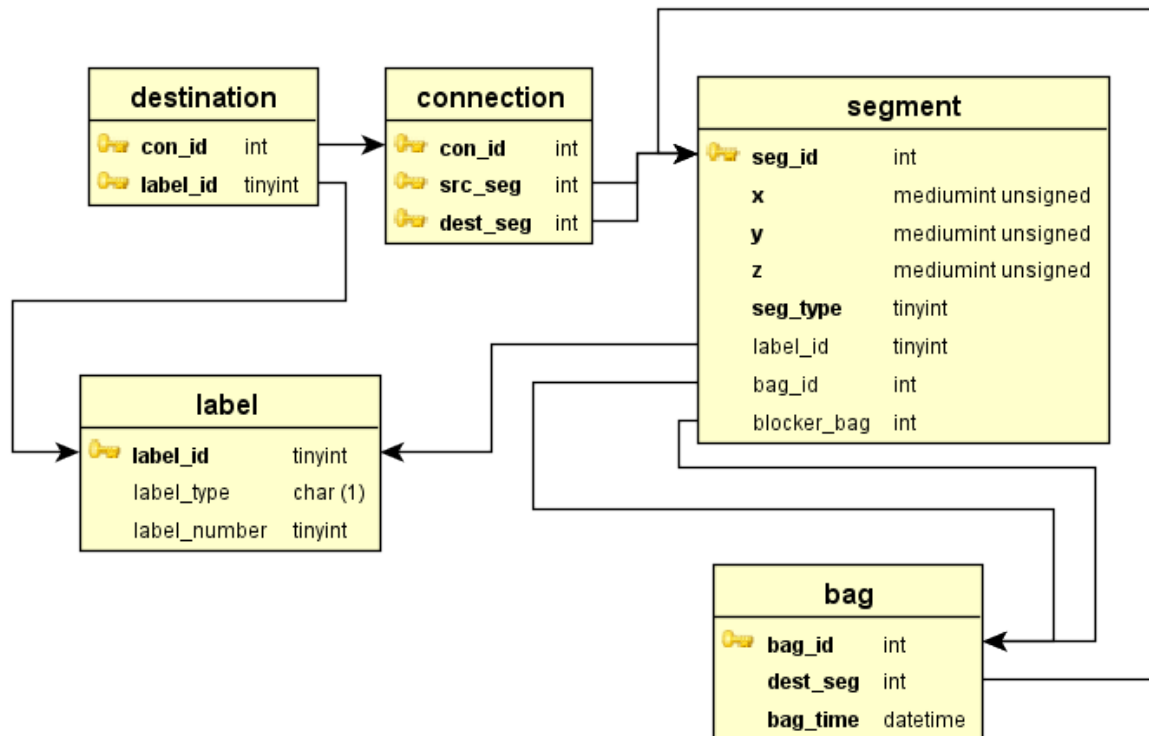 destination
con_id int
label_id tinyint
connection
con_id int
src_seg int
dest_seg int
segment
seg_id int
x mediumint unsigned
y mediumint unsigned
z mediumint unsigned
seg_type tinyint
label_id tinyint
bag_id int
blocker_bag int
label
label_id tinyint
label_type char (1)
label_number tinyint
bag
bag_id int
dest_seg int
bag_time datetime